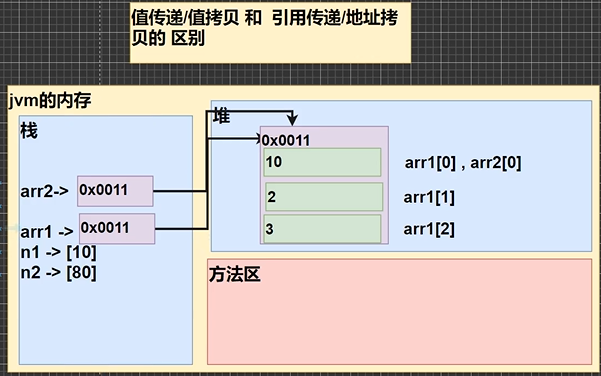 值传递/值拷贝 和 引用传递/地址拷
贝的 区别
jvm的内存
栈
堆
0x0011
10
arr1[0] , arr2[0]
arr2-> 0x0011
2
arr1[1]
arr1 -> 0x0011
3
arr1[2]
n1 -> [10]
n2 -> [80]
方法区